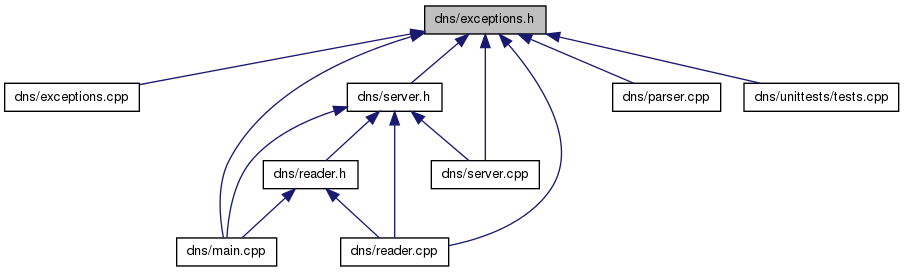 dns/exceptions.h
dns/exceptions.cpp
dns/server.h
dns/parser.cpp
dns/unittests/tests.cpp
dns/reader.h
dns/server.cpp
dns/main.cpp
dns/reader.cpp